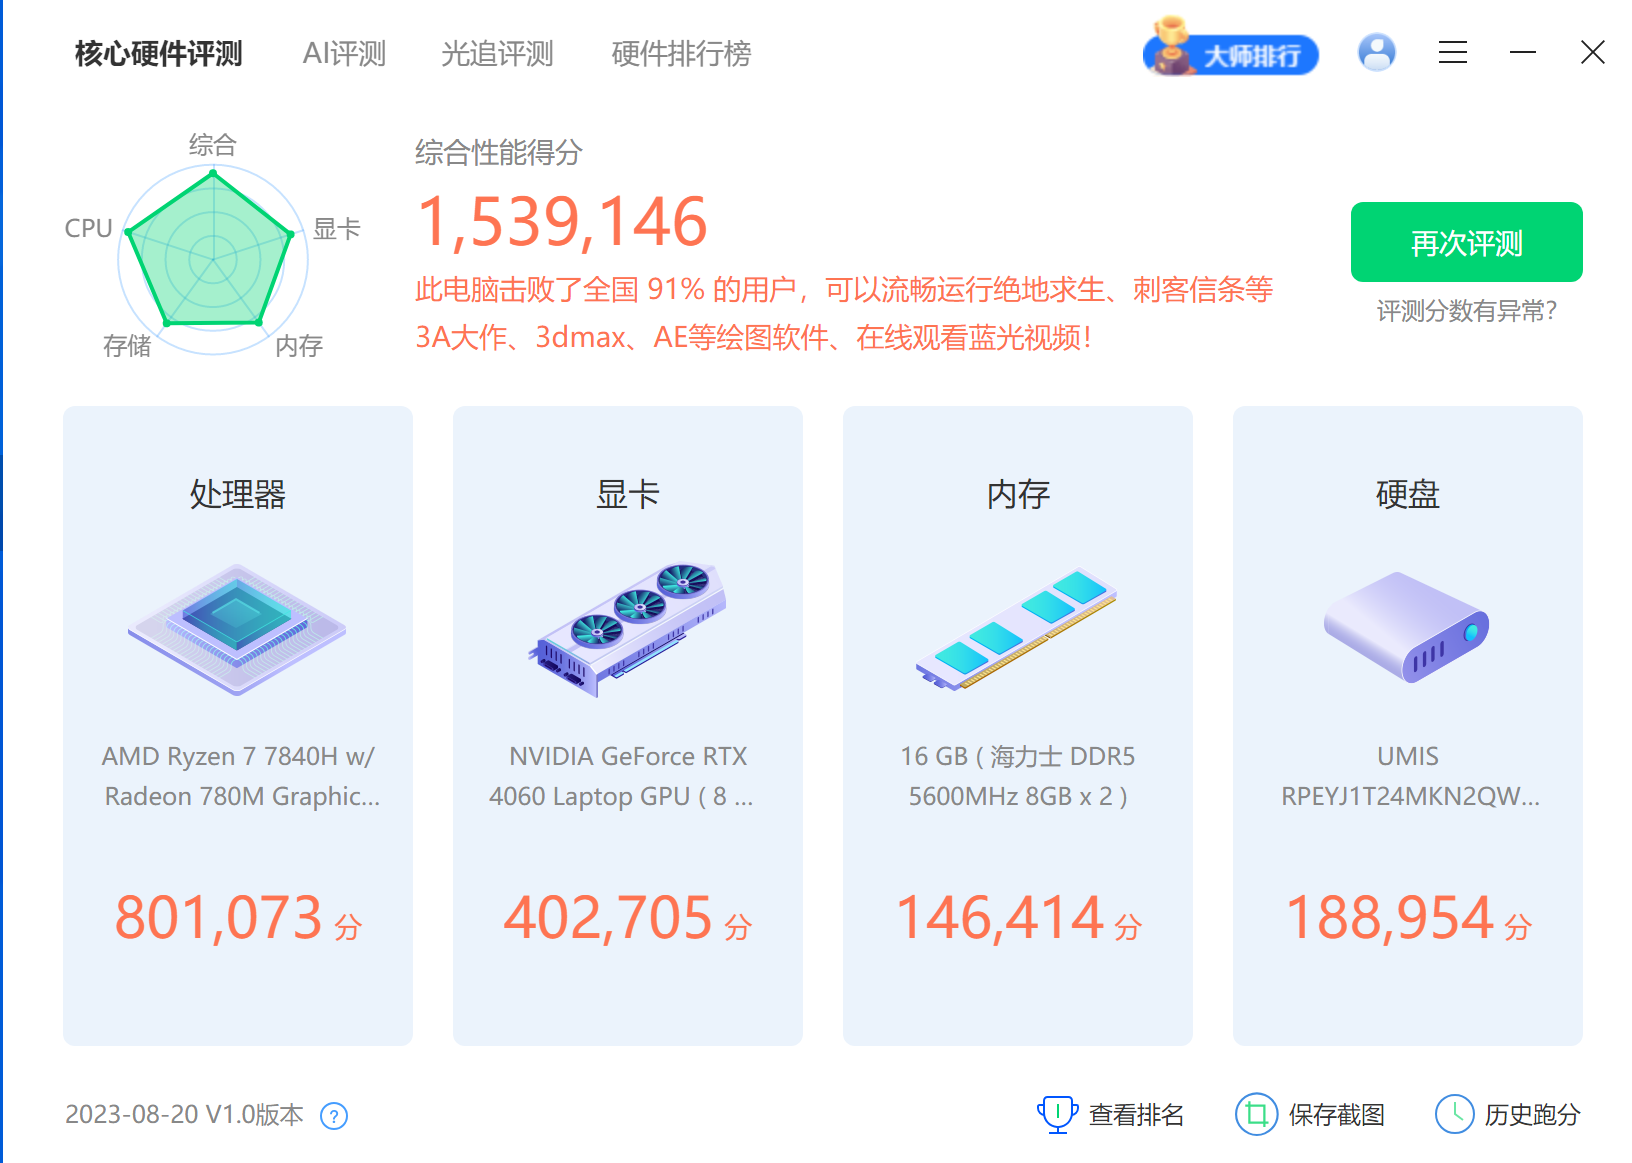 核心硬件评测
AI评测
光追评测
硬件排行榜
大师排行
综合
CPU
显卡
存储
内存
综合性能得分
1,539,146
此电脑击败了全国 91% 的用户，可以流畅运行绝地求生、刺客信条等
3A大作、3dmax、AE等绘图软件、在线观看蓝光视频！
再次评测
评测分数有异常？
处理器
AMD Ryzen 7 7840H w/
Radeon 780M Graphic...
801,073 分
显卡
NVIDIA GeForce RTX
4060 Laptop GPU ( 8 ...
402,705 分
内存
16 GB ( 海力士 DDR5
5600MHz 8GB x 2 )
146,414 分
硬盘
UMIS
RPEYJ1T24MKN2QW...
188,954 分
2023-08-20 V1.0版本 ?
查看排名
保存截图
历史跑分